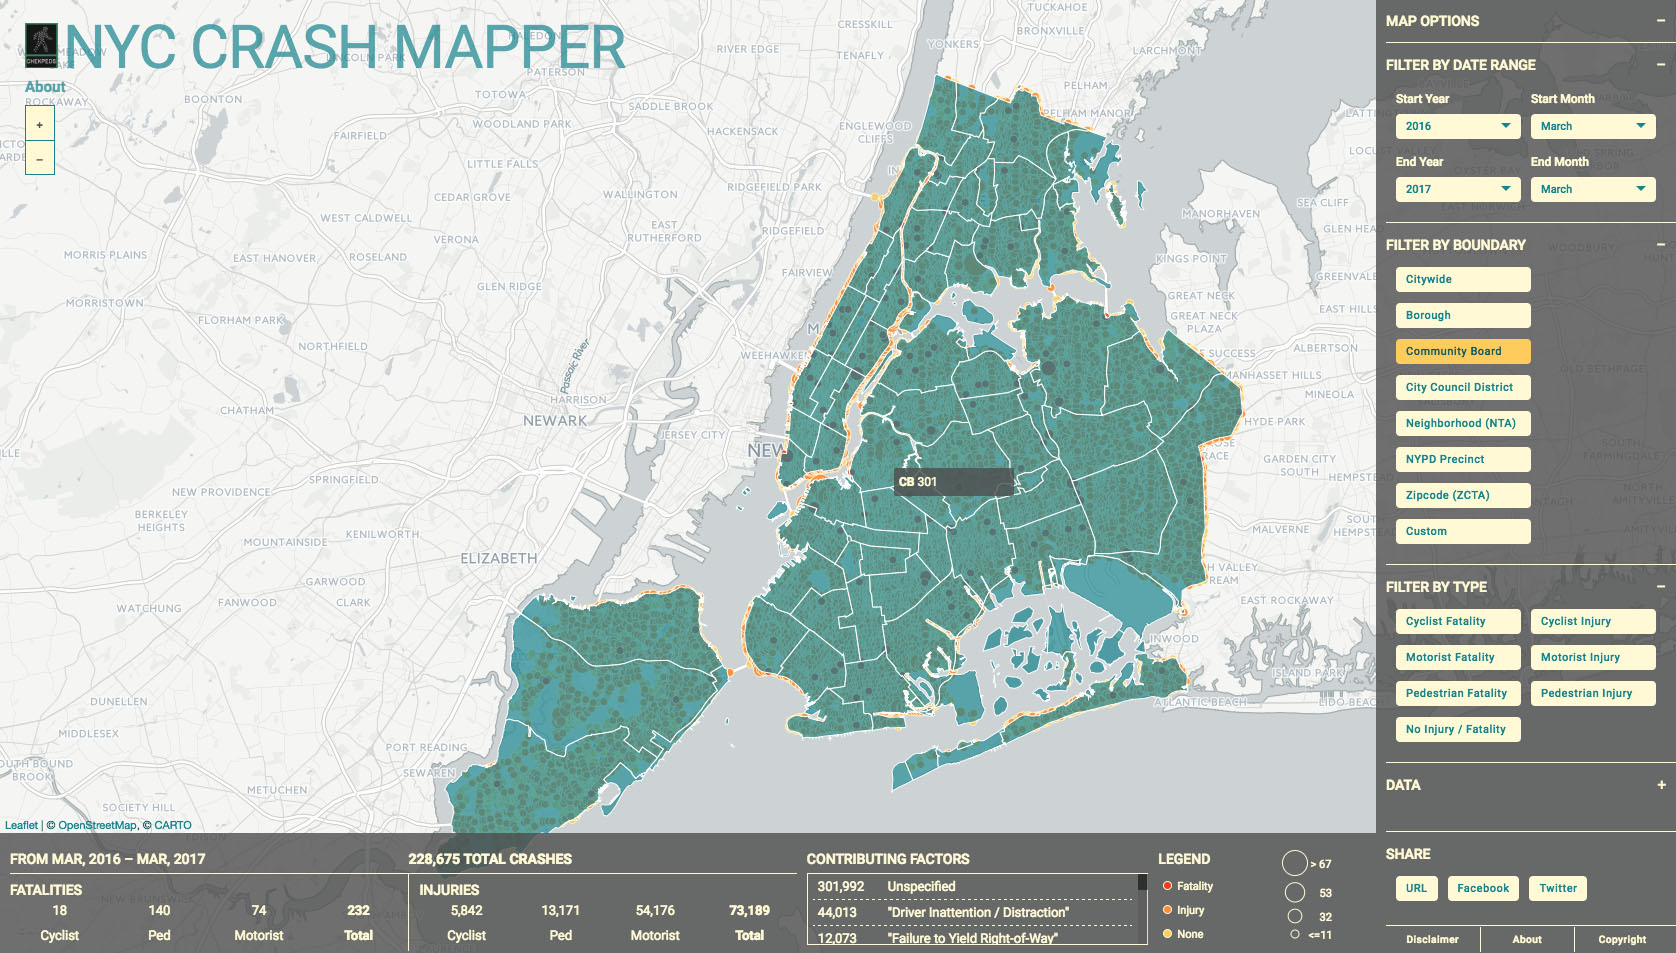 NYC CRASH MAPPER
CHEKPEDS
About
+
−
CRESSKILL
TUCKAHOE
BRONXVILLE
YONKERS
LARCHMONT
RIVER EDGE
TENAFLY
LINCOLN PARK
PATERSON
ROCKAWAY
BOONTON
TOTOWA
SADDLE BROOK
PELHAM
WOODLAND PARK
HACKENSACK
ENGLEWOOD
CLIFFS
PELHAM MANOR
FAIRFIELD
LITTLE FALLS
CEDAR GROVE
WALLINGTON
RIDGEFIELD PARK
WEST CALDWELL
EAST
RUTHERFORD
RIDGEFIELD
MANORHAVEN
SEA CLIFF
VERONA
MORRIS PLAINS
EAST HANOVER
ROSELAND
KINGS POINT
FAIRVIEW
GLEN RIDGE
MORRISTOWN
GREAT NECK
FLORHAM PARK
GREAT NECK
PLAZA
NORTHFIELD
WEEHAWKEN
Passaic River
SUCCESS
ALBERTSON
MANHASSET HILLS
MINEOLA
CHATHAM
HARRISON
NEWARK
JERSEY CITY
HYDE PARK
NEW
GARDEN CITY
SOUTH
SPRINGFIELD
HEMPSTEAD
CB 301
NEW PROVIDENCE
BERKELEY
HEIGHTS
KENILWORTH
MOUNTAINSIDE
MALVERNE
ELIZABETH
VALLEY
GARWOOD
WATCHUNG
FANWOOD
CLARK
EAST ROCKAWAY
INWOOD
ISLAND PARK
DUNELLEN
ATLANTIC BEACH
LIDO BEACH
MIDDLESEX
PORT READING
SOUTH BOUND
BROOK
SEWAREN
METUCHEN
SOCIETY HILL
Leaflet | © OpenStreetMap, © CARTO
MAP OPTIONS −
FILTER BY DATE RANGE −
Start Year Start Month
2016 March
End Year End Month
2017 March
FILTER BY BOUNDARY −
Citywide
Borough
Community Board
City Council District
Neighborhood (NTA)
NYPD Precinct
Zipcode (ZCTA)
Custom
FILTER BY TYPE −
Cyclist Fatality Cyclist Injury
Motorist Fatality Motorist Injury
Pedestrian Fatality Pedestrian Injury
No Injury / Fatality
DATA +
SHARE
URL Facebook Twitter
Disclaimer About Copyright
FROM MAR, 2016 – MAR, 2017
228,675 TOTAL CRASHES
FATALITIES
18 140 74 232
Cyclist Ped Motorist Total
INJURIES
5,842 13,171 54,176 73,189
Cyclist Ped Motorist Total
CONTRIBUTING FACTORS
301,992 Unspecified
44,013 "Driver Inattention / Distraction"
12,073 "Failure to Yield Right-of-Way"
LEGEND
Fatality
Injury
None
> 67
53
32
<=11